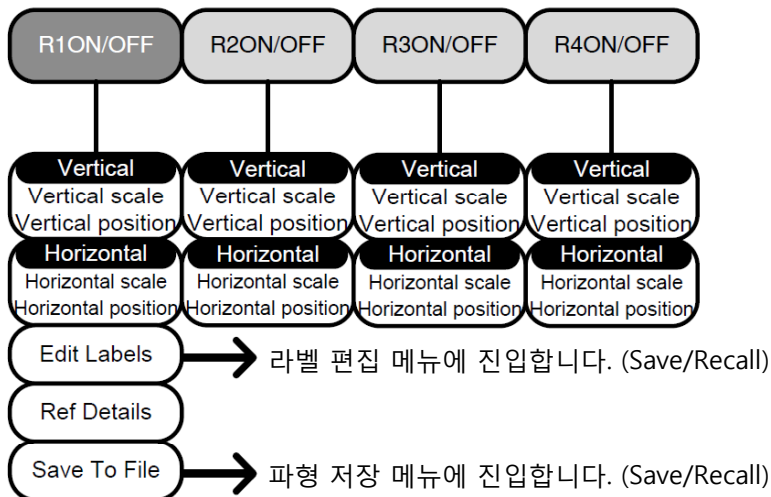 R1ON/OFF R2ON/OFF R3ON/OFF R4ON/OFF
Vertical Vertical Vertical Vertical
Vertical scale Vertical scale Vertical scale Vertical scale
Vertical position Vertical position Vertical position Vertical position
Horizontal Horizontal Horizontal Horizontal
Horizontal scale Horizontal scale Horizontal scale Horizontal scale
Horizontal position Horizontal position Horizontal position Horizontal position
Edit Labels 라벨 편집 메뉴에 진입합니다. (Save/Recall)
Ref Details
Save To File 파형 저장 메뉴에 진입합니다. (Save/Recall)